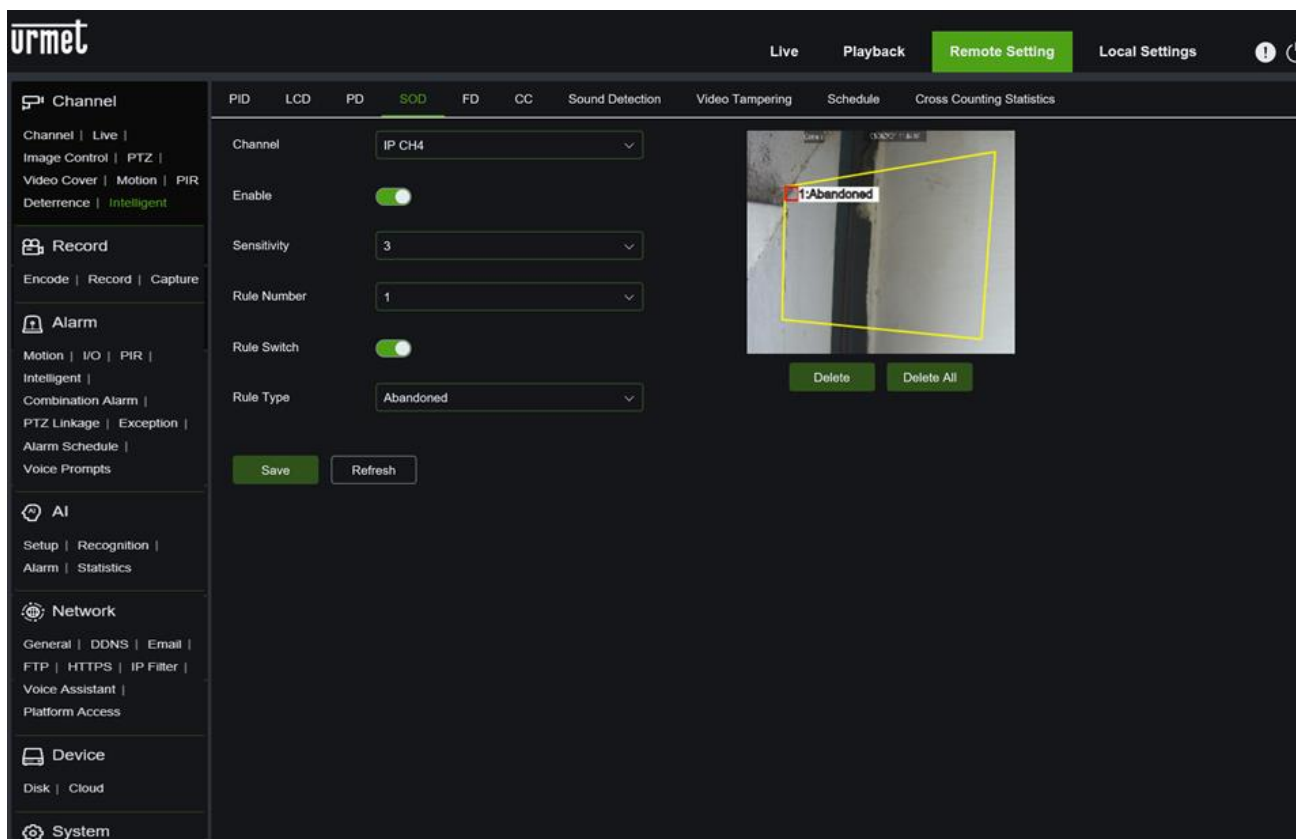 urmet
Live Playback Remote Setting Local Settings
Channel
Channel | Live |
Image Control | PTZ |
Video Cover | Motion | PIR
Deterrence | Intelligent
Record
Encode | Record | Capture
Alarm
Motion | I/O | PIR |
Intelligent |
Combination Alarm |
PTZ Linkage | Exception |
Alarm Schedule |
Voice Prompts
AI
Setup | Recognition |
Alarm | Statistics
Network
General | DDNS | Email |
FTP | HTTPS | IP Filter |
Voice Assistant |
Platform Access
Device
Disk | Cloud
System
PID LCD PD SOD FD CC Sound Detection Video Tampering Schedule Cross Counting Statistics
Channel IP CH4
Enable
Sensitivity 3
Rule Number 1
Rule Switch
Rule Type Abandoned
Save Refresh
1:Abandoned
Delete Delete All